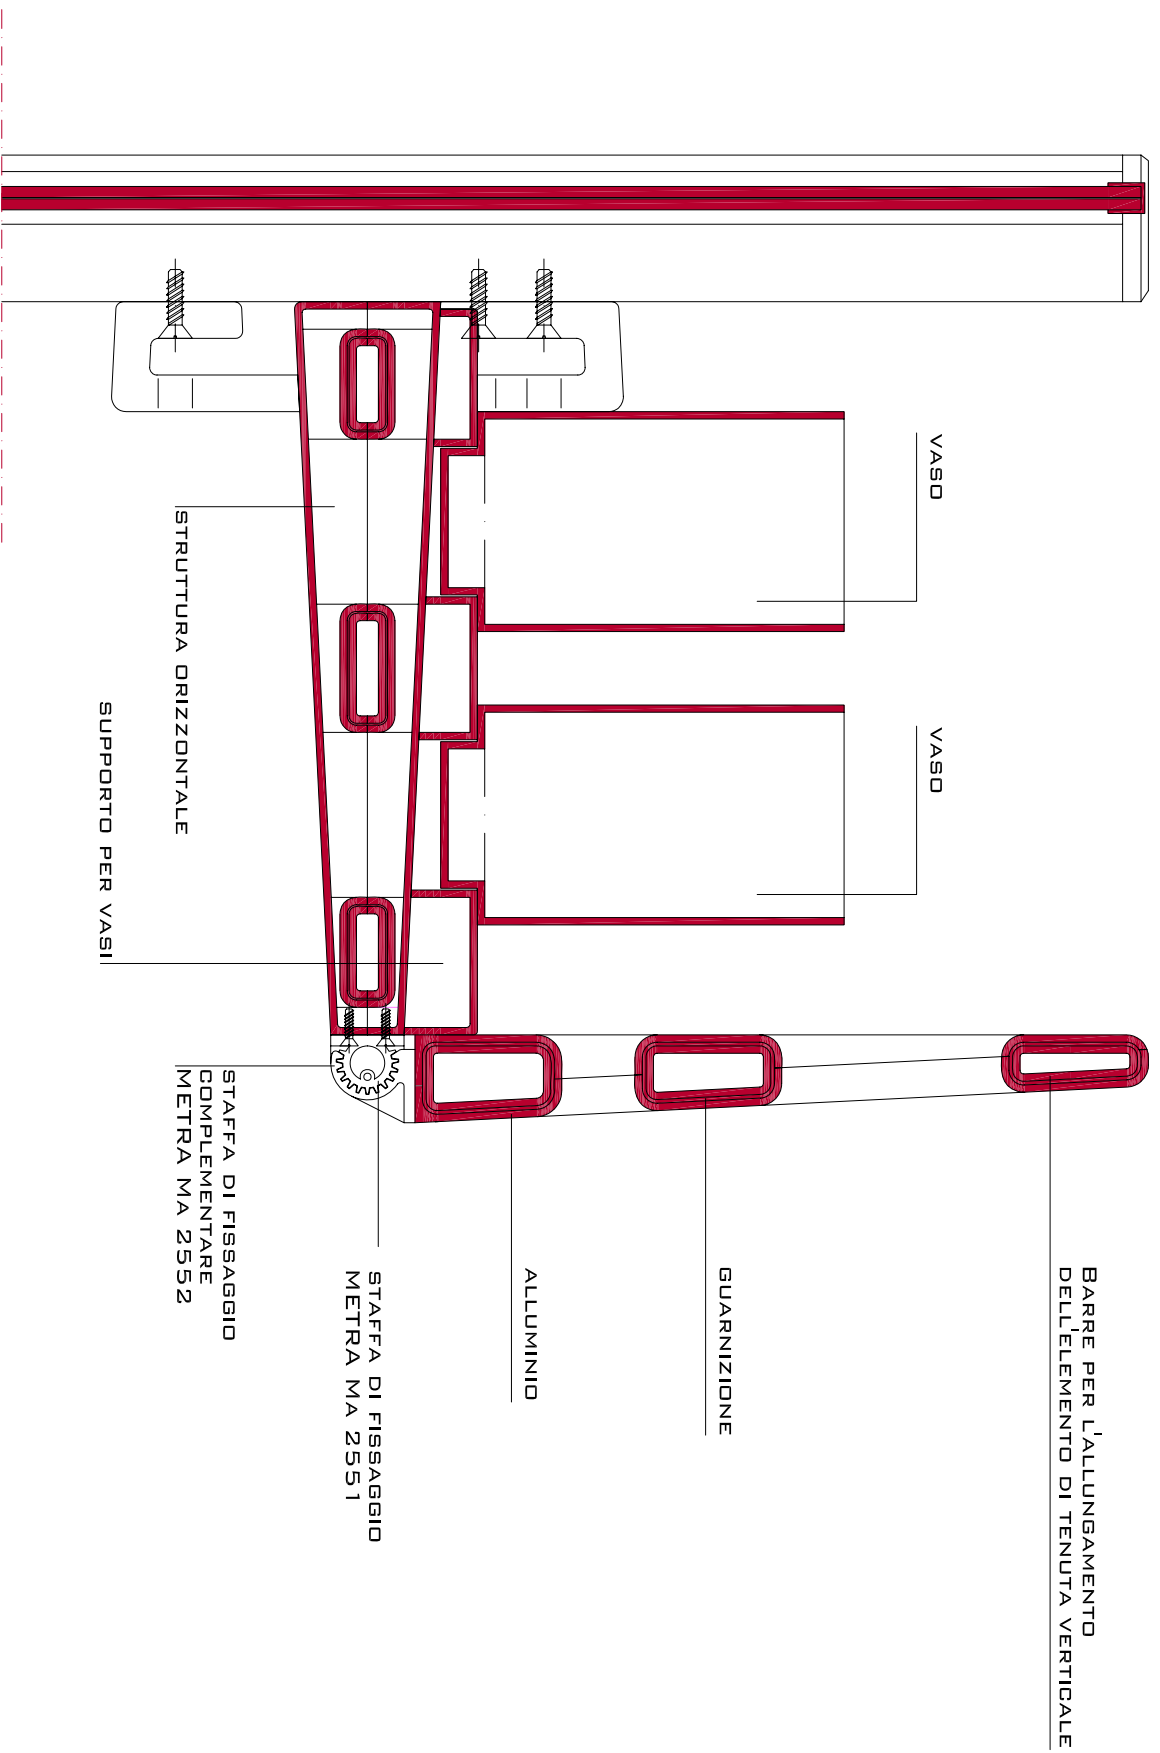 VASO
VASO
STRUTTURA ORIZZONTALE
SUPPORTO PER VASI
BARRE PER L'ALLUNGAMENTO
DELL'ELEMENTO DI TENUTA VERTICALE
GUARNIZIONE
ALLUMINIO
STAFFA DI FISSAGGIO
METRA MA 2551
STAFFA DI FISSAGGIO
COMPLEMENTARE
METRA MA 2552